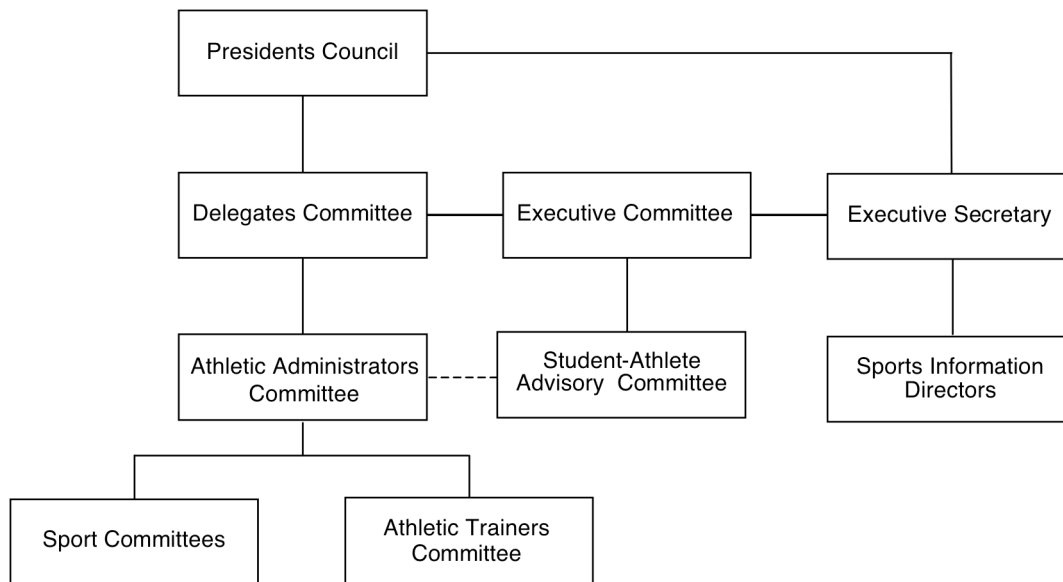 Presidents Council
Delegates Committee
Executive Committee
Executive Secretary
Athletic Administrators
Committee
Student-Athlete
Advisory Committee
Sports Information
Directors
Sport Committees
Athletic Trainers
Committee